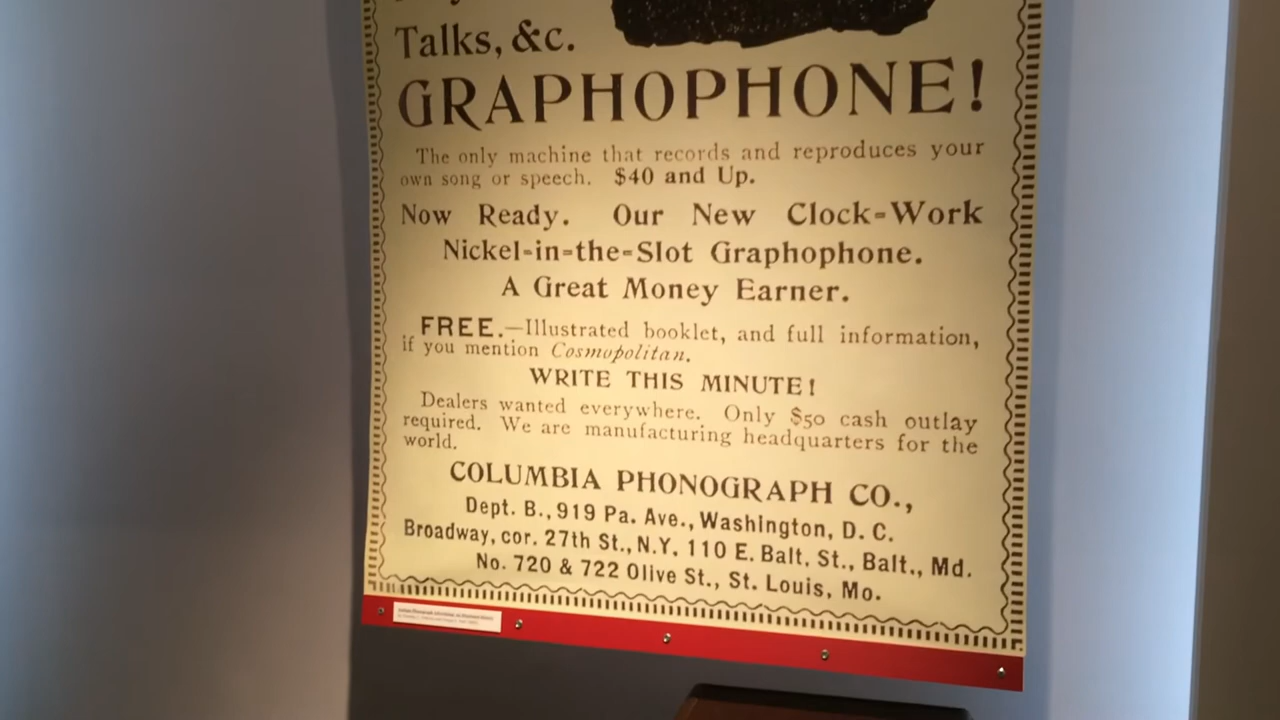 Talks, &c.
GRAPHOPHONE!
The only machine that records and reproduces your
own song or speech. $40 and Up.
Now Ready. Our New Clock-Work
Nickel-in-the-Slot Graphophone.
A Great Money Earner.
FREE.—Illustrated booklet, and full information,
if you mention Cosmopolitan.
WRITE THIS MINUTE!
Dealers wanted everywhere. Only $50 cash outlay
required. We are manufacturing headquarters for the
world.
COLUMBIA PHONOGRAPH CO.,
Dept. B., 919 Pa. Ave., Washington, D. C.
Broadway, cor. 27th St., N.Y. 110 E. Balt. St., Balt., Md.
No. 720 & 722 Olive St., St. Louis, Mo.